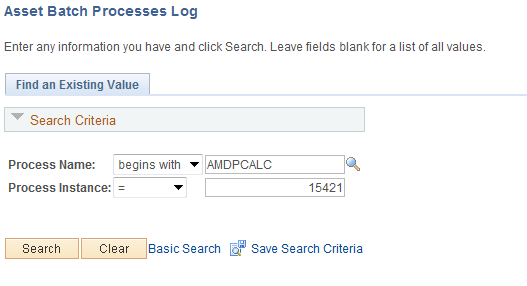 Asset Batch Processes Log
Enter any information you have and click Search. Leave fields blank for a list of all values.
Find an Existing Value
Search Criteria
Process Name: begins with AMDPCALC
Process Instance: = 15421
Search Clear Basic Search Save Search Criteria